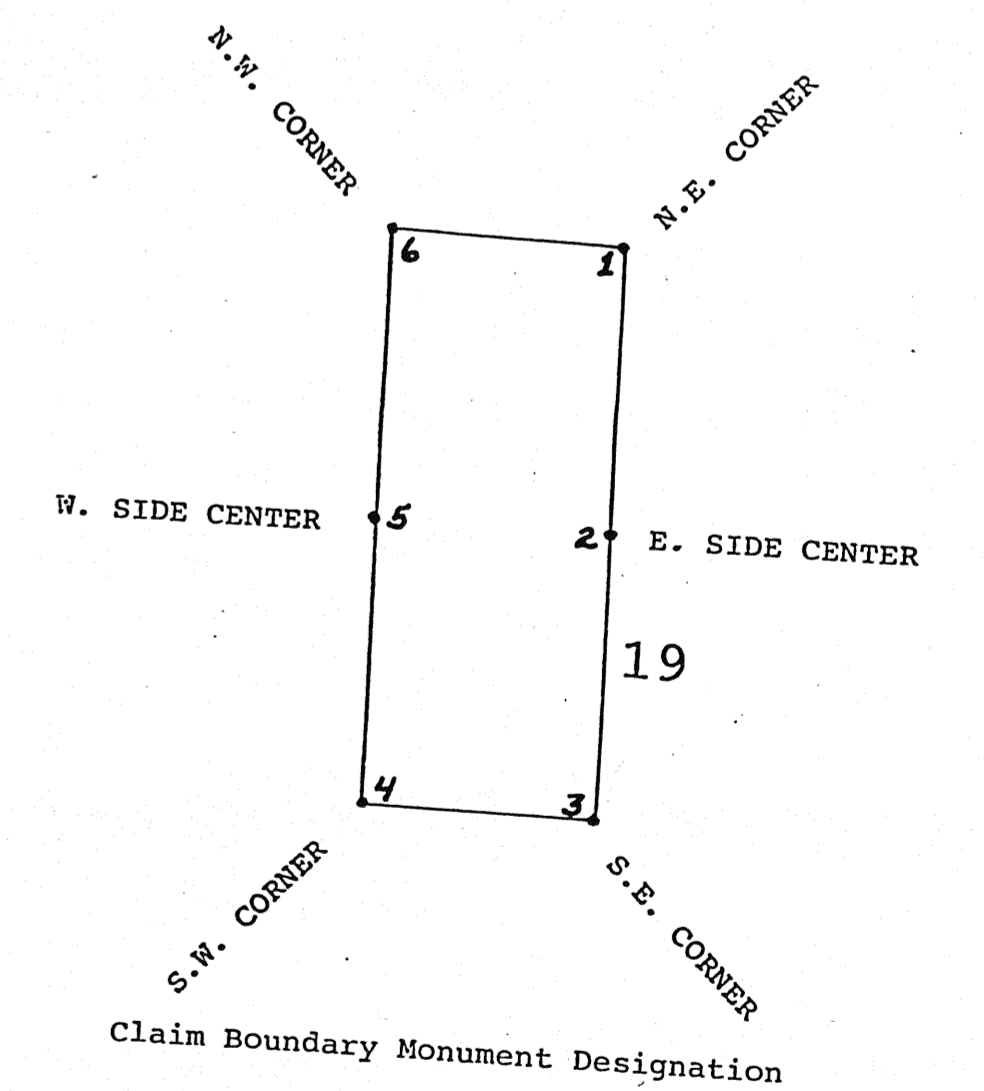 N.W. CORNER
N.E. CORNER
6
1
W. SIDE CENTER
5
2
E. SIDE CENTER
19
4
3
S.W. CORNER
S.E. CORNER
Claim Boundary Monument Designation